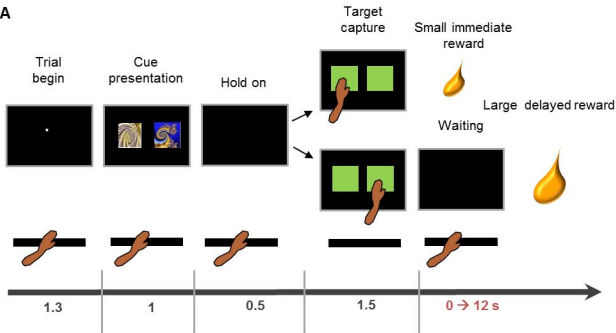 A
Trial
begin
Cue
presentation
Hold on
Target
capture
Small immediate
reward
Large delayed reward
Waiting
1.3
1
0.5
1.5
0 → 12 s